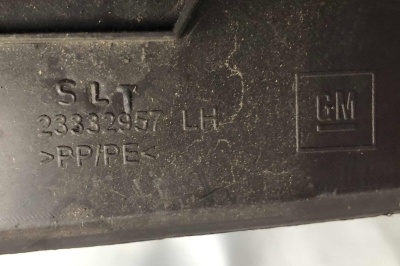 SLT
23332957 LH
>PP/PE<
GM